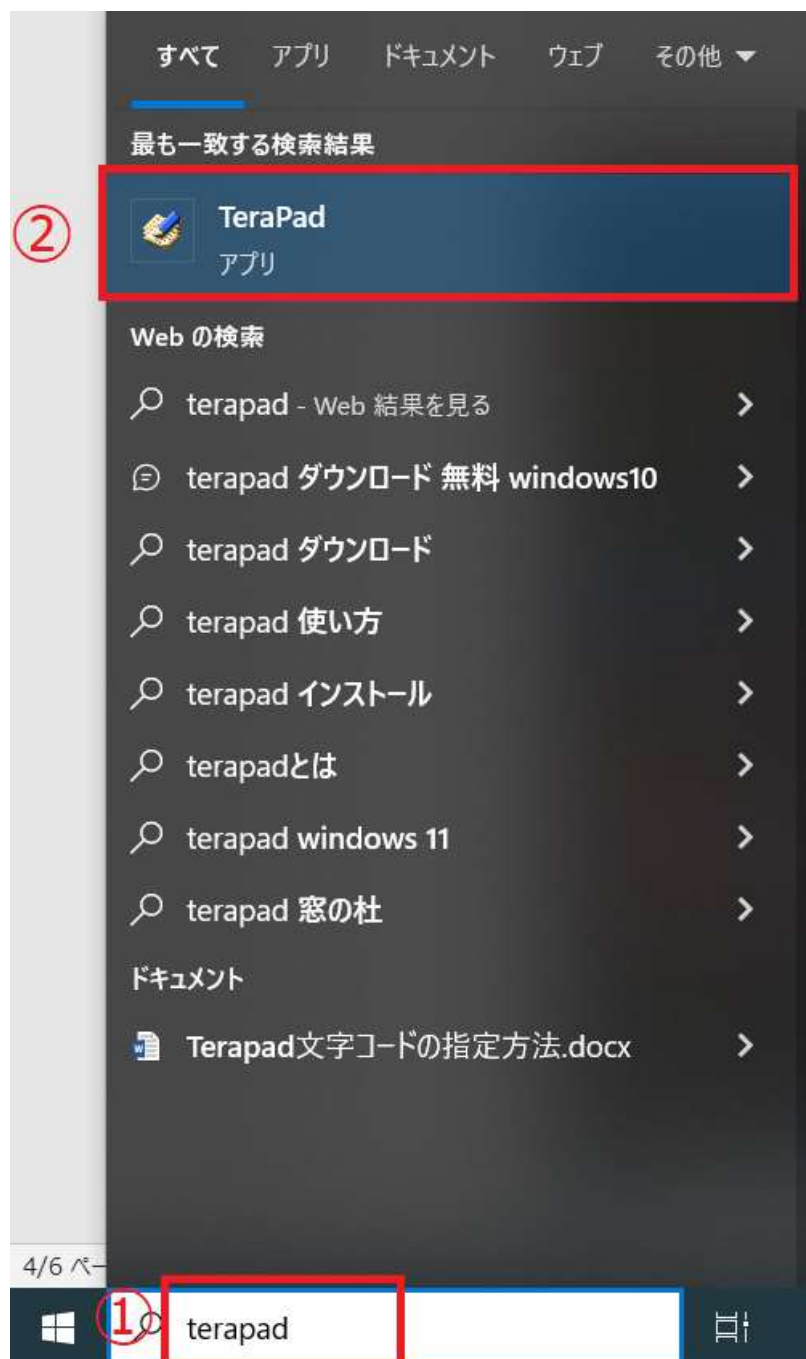 すべて アプリ ドキュメント ウェブ その他
最も一致する検索結果
②
TeraPad
アプリ
Web の検索
terapad - Web 結果を見る
terapad ダウンロード 無料 windows10
terapad ダウンロード
terapad 使い方
terapad インストール
terapadとは
terapad windows 11
terapad 窓の杜
ドキュメント
Terapad文字コードの指定方法.docx
4/6 ペー
①
terapad